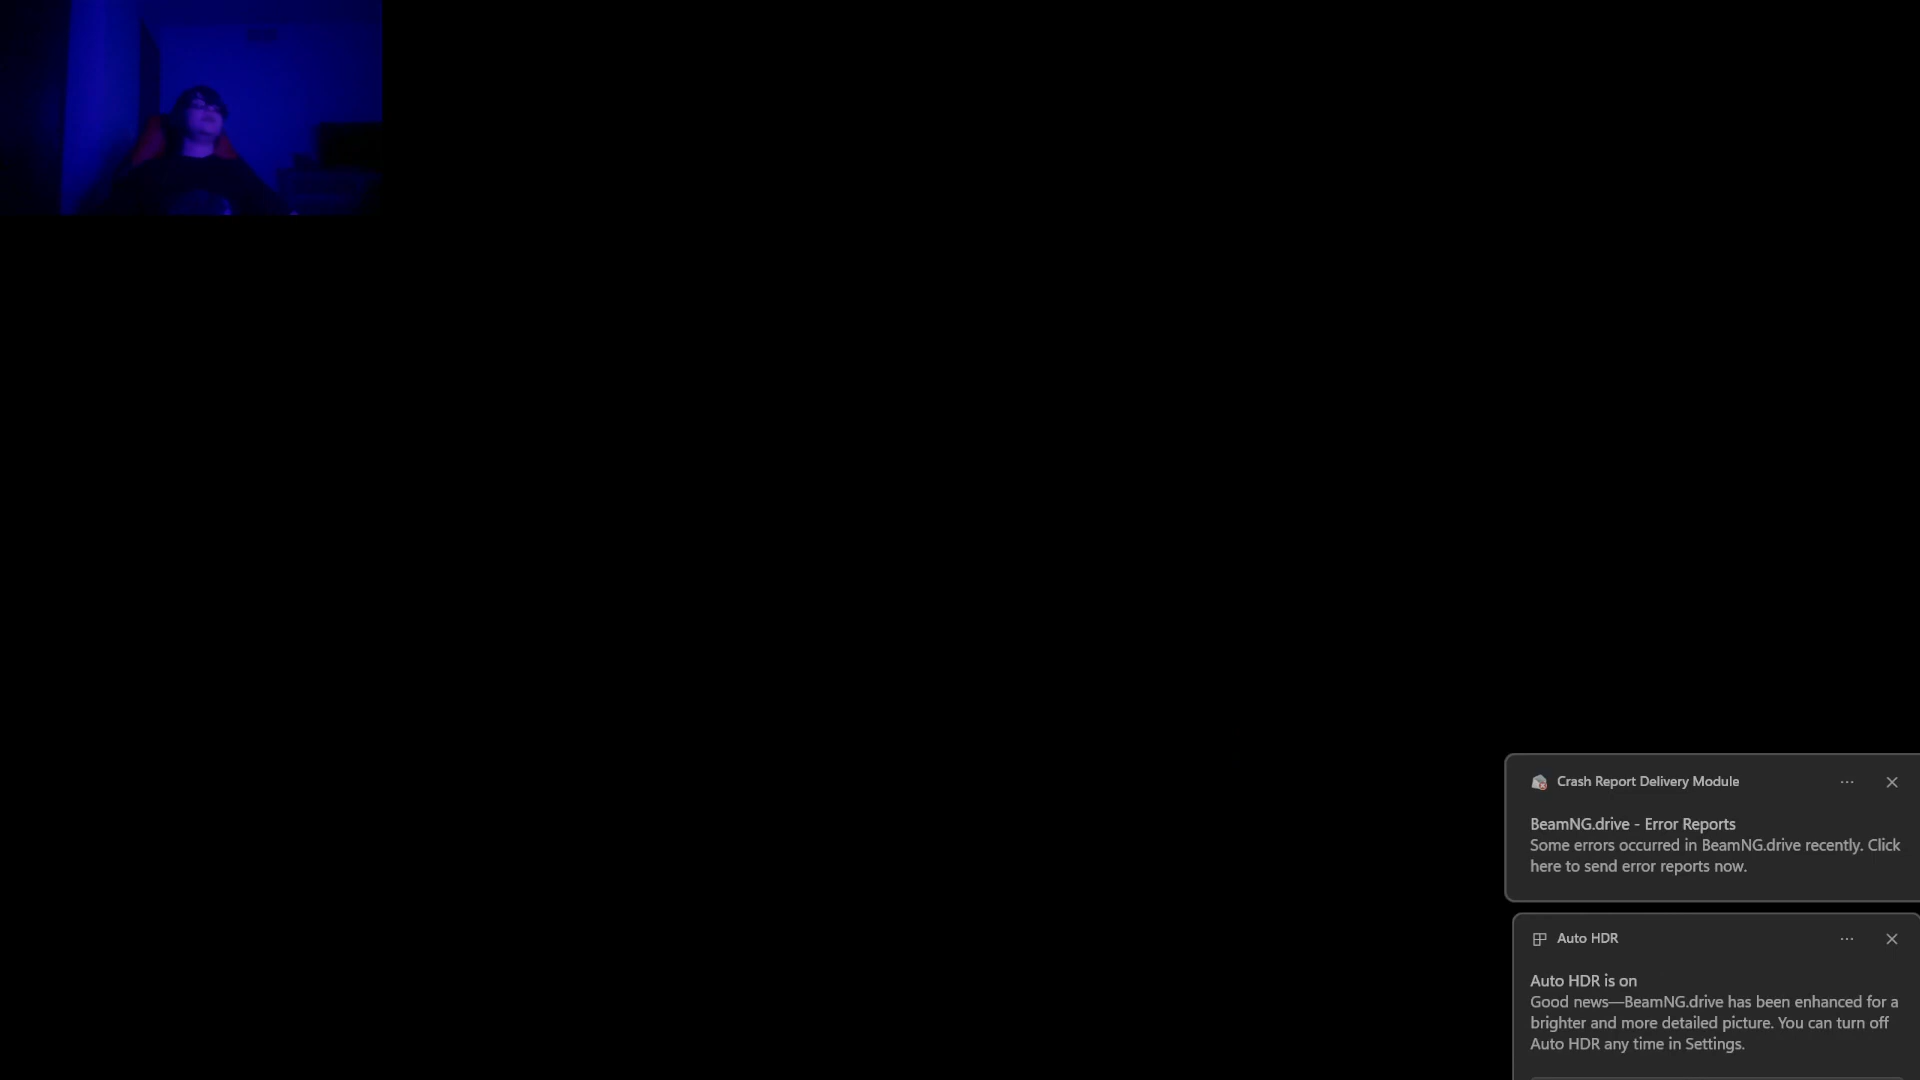 Crash Report Delivery Module
BeamNG.drive - Error Reports
Some errors occurred in BeamNG.drive recently. Click
here to send error reports now.
Auto HDR
Auto HDR is on
Good news—BeamNG.drive has been enhanced for a
brighter and more detailed picture. You can turn off
Auto HDR any time in Settings.